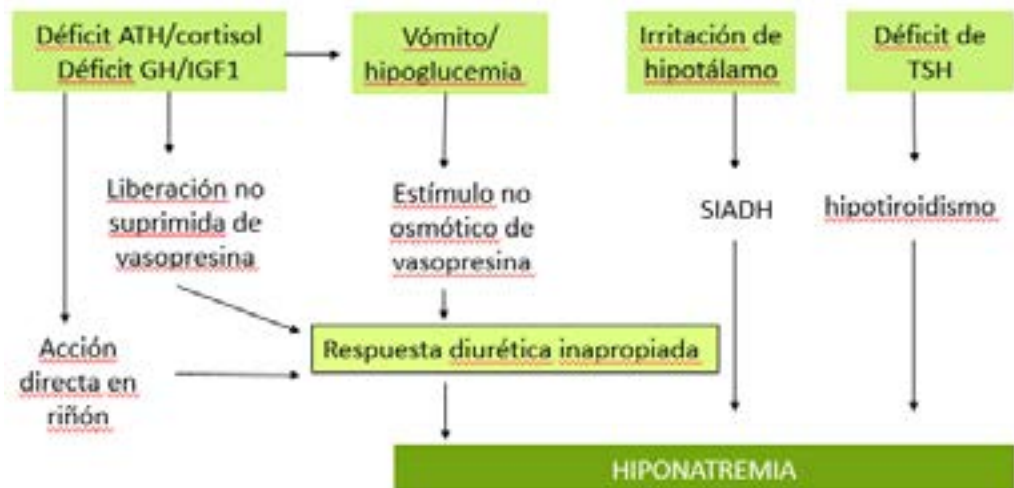 Déficit ATH/cortisol
Déficit GH/IGF1
Vómito/
hipoglucemia
Irritación de
hipotálamo
Déficit de
TSH
Liberación no
suprimida de
vasopresina
Estímulo no
osmótico de
vasopresina
SIADH
hipotiroidismo
Acción
directa en
riñón
Respuesta diurética inapropiada
HIPONATREMIA